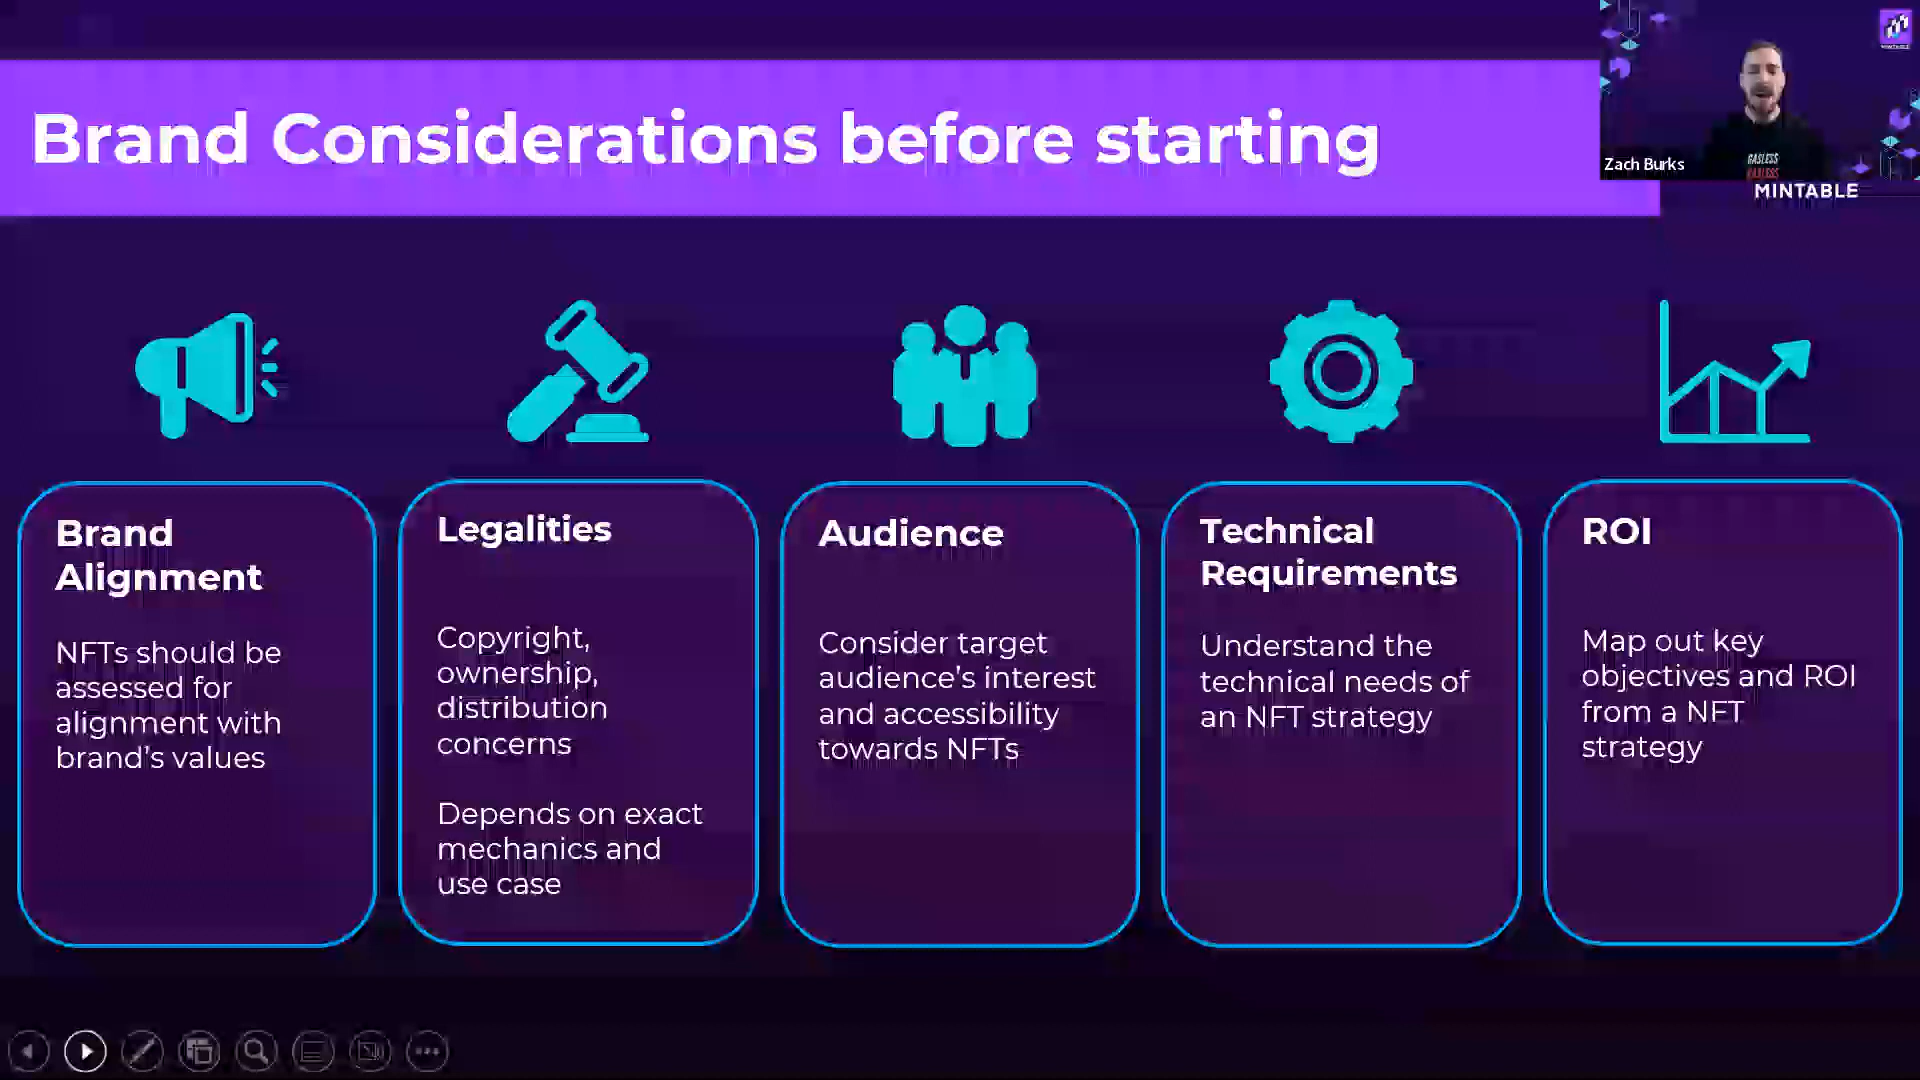 Brand Considerations before starting
Zach Burks
GASLESS
MINTABLE
Brand
Alignment
NFTs should be
assessed for
alignment with
brand's values
Legalities
Copyright,
ownership,
distribution
concerns
Depends on exact
mechanics and
use case
Audience
Consider target
audience's interest
and accessibility
towards NFTs
Technical
Requirements
Understand the
technical needs of
an NFT strategy
ROI
Map out key
objectives and ROI
from a NFT
strategy